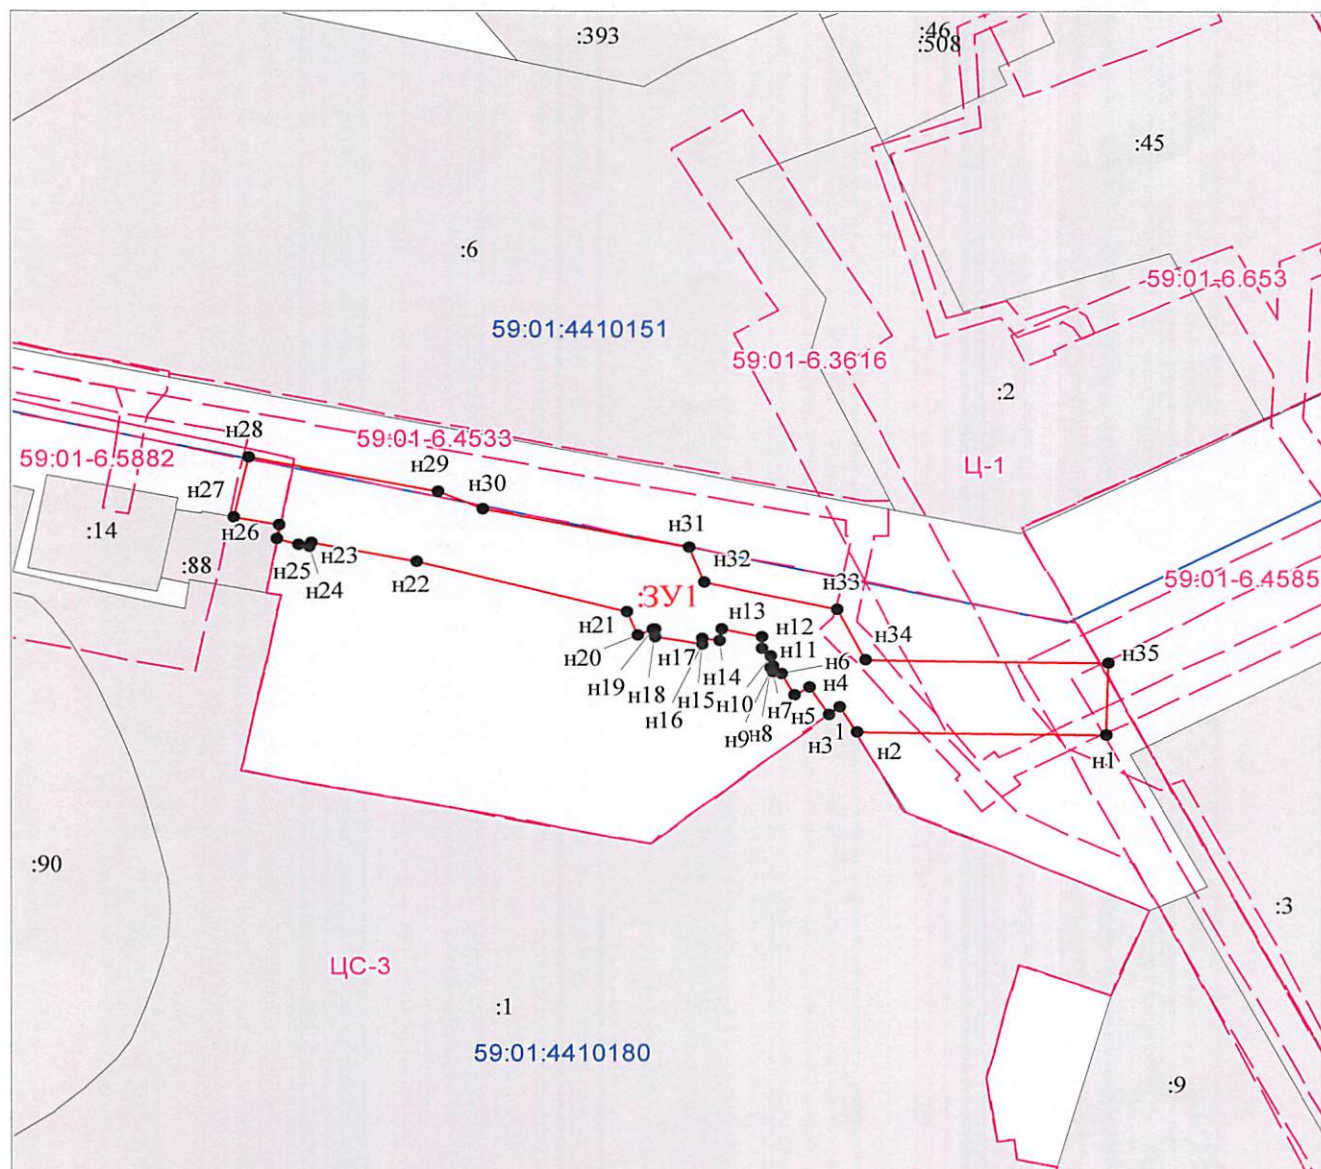 :393
:46
:508
:45
:6
59:01-6.653
59:01:4410151
59:01-6.3616
:2
н28
59:01-6.4533
59:01-6.5882
Ц-1
н29
н27
н30
н31
:14
н26
н23
н32
:88
н25
н24
н22
59:01-6.4585
:ЗУ1
н33
н13
н21
н12
н34
н20
н17
н14
н11
н6
н35
н19
н18
н15
н10
н4
н16
н7
н5
н9
н8
1
н3
н2
н1
:90
:3
ЦС-3
:1
59:01:4410180
:9